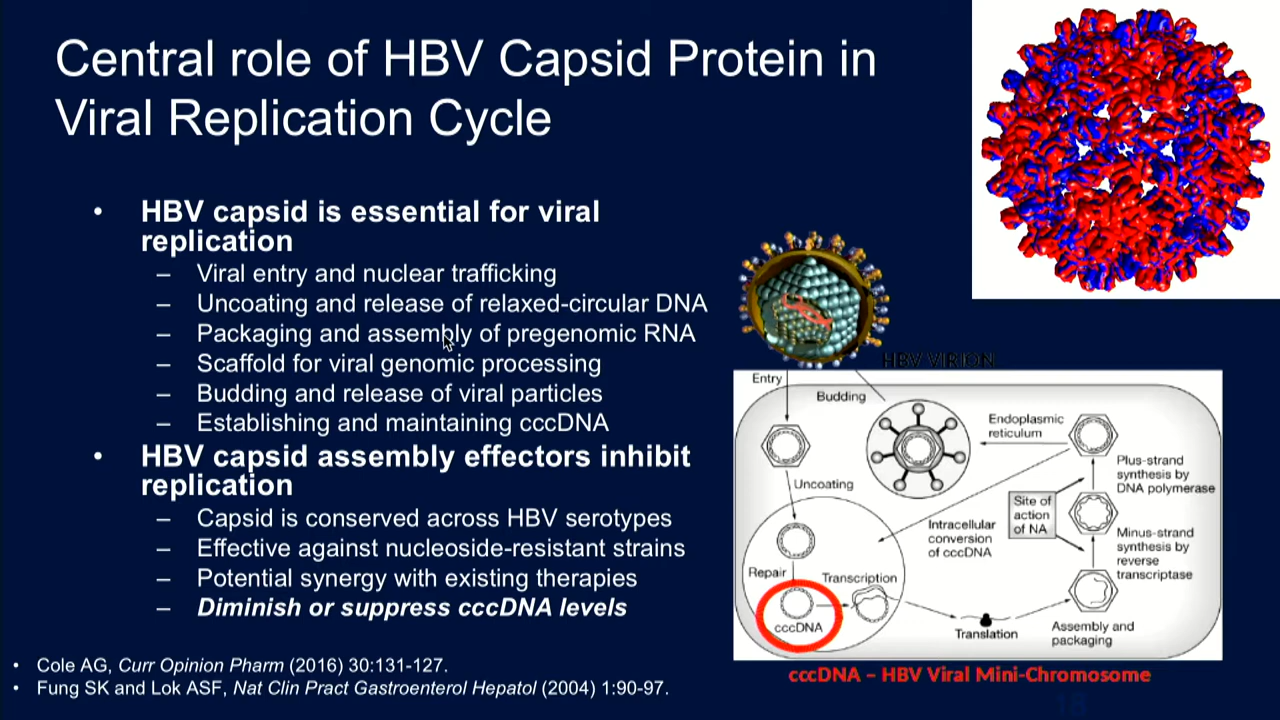 Central role of HBV Capsid Protein in
Viral Replication Cycle
• HBV capsid is essential for viral
replication
– Viral entry and nuclear trafficking
– Uncoating and release of relaxed-circular DNA
– Packaging and assembly of pregenomic RNA
– Scaffold for viral genomic processing
– Budding and release of viral particles
– Establishing and maintaining cccDNA
• HBV capsid assembly effectors inhibit
replication
– Capsid is conserved across HBV serotypes
– Effective against nucleoside-resistant strains
– Potential synergy with existing therapies
– Diminish or suppress cccDNA levels
• Cole AG, Curr Opinion Pharm (2016) 30:131-127.
• Fung SK and Lok ASF, Nat Clin Pract Gastroenterol Hepatol (2004) 1:90-97.
HBV VIRION
Entry
Budding
Endoplasmic
reticulum
Uncoating
Plus-strand
synthesis by
DNA polymerase
Site of
action
of NA
Intracellular
conversion
of cccDNA
Minus-strand
synthesis by
reverse
transcriptase
Repair
Transcription
cccDNA
Translation
Assembly and
packaging
cccDNA – HBV Viral Mini-Chromosome
18